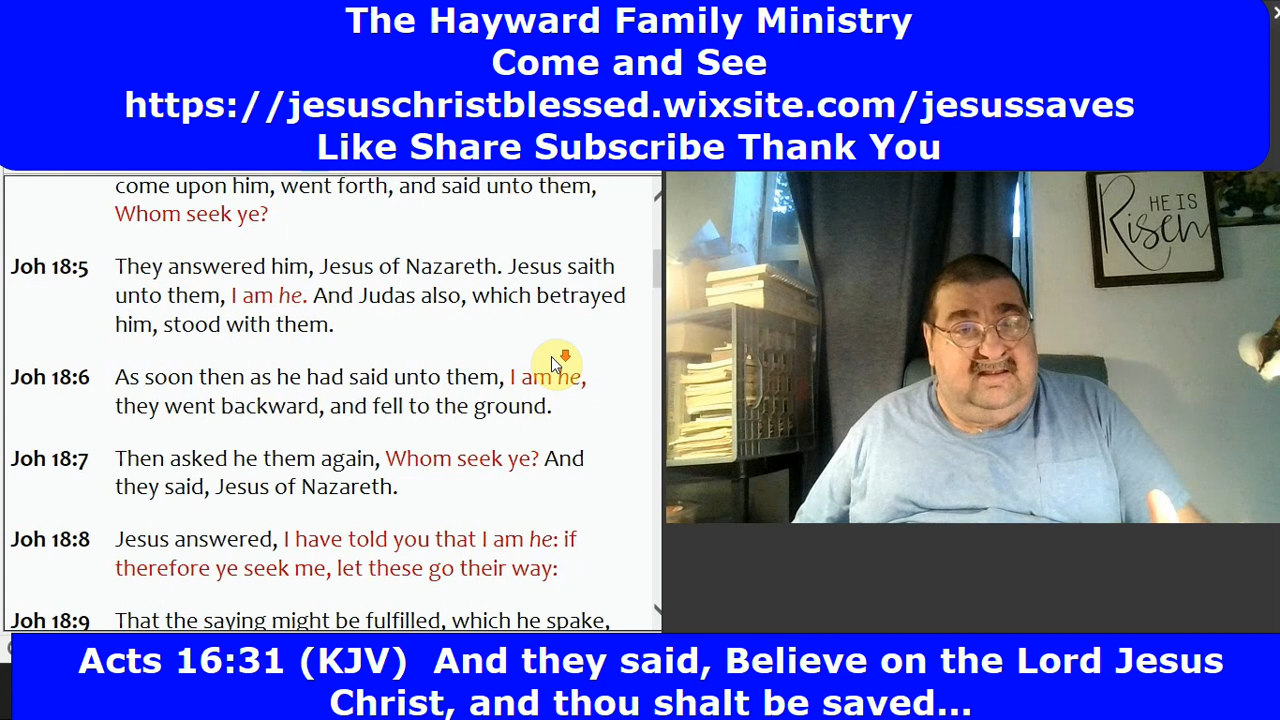 The Hayward Family Ministry
Come and See
https://jesuschristblessed.wixsite.com/jesussaves
Like Share Subscribe Thank You
come upon him, went forth, and said unto them,
Whom seek ye?
Joh 18:5 They answered him, Jesus of Nazareth. Jesus saith
unto them, I am he. And Judas also, which betrayed
him, stood with them.
Joh 18:6 As soon then as he had said unto them, I am he,
they went backward, and fell to the ground.
Joh 18:7 Then asked he them again, Whom seek ye? And
they said, Jesus of Nazareth.
Joh 18:8 Jesus answered, I have told you that I am he: if
therefore ye seek me, let these go their way:
Joh 18:9 That the saying might be fulfilled, which he spake,
HE IS
Risen
Acts 16:31 (KJV) And they said, Believe on the Lord Jesus
Christ, and thou shalt be saved...